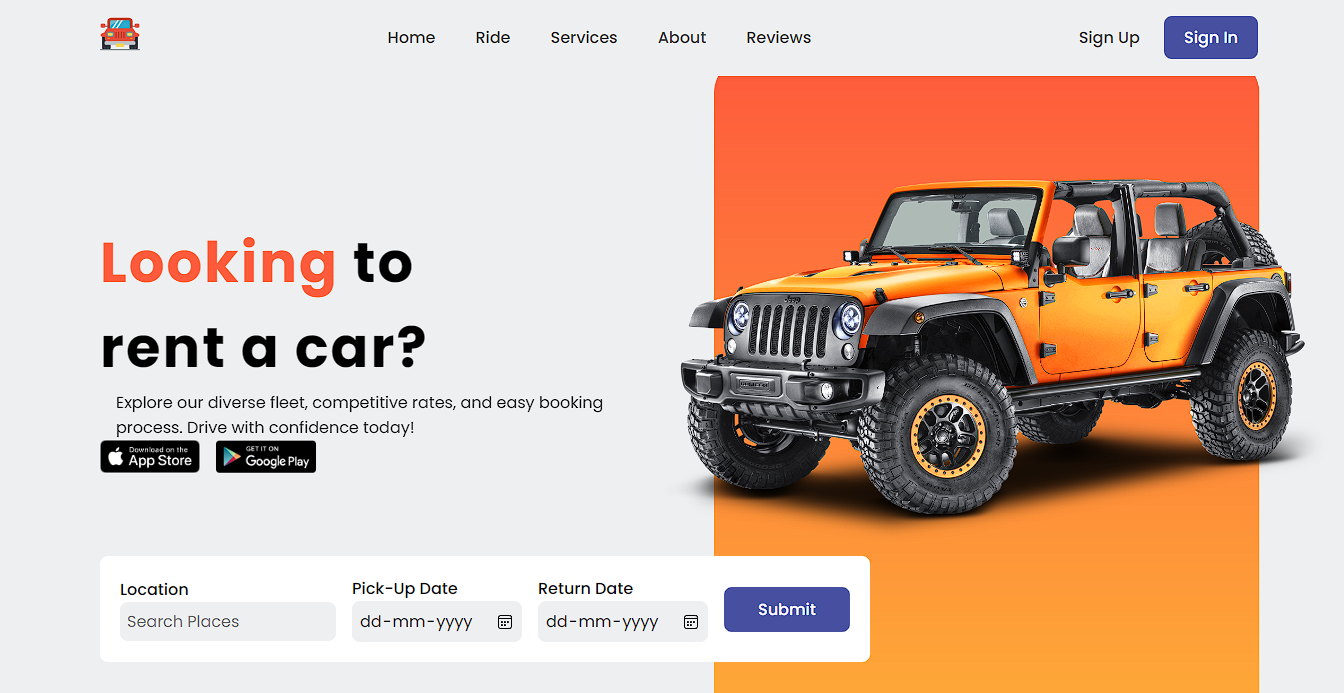 Home Ride Services About Reviews Sign Up Sign In
Looking to
rent a car?
Explore our diverse fleet, competitive rates, and easy booking
process. Drive with confidence today!
Download on the
App Store
GET IT ON
Google Play
Jeep
Location Pick-Up Date Return Date
Search Places dd-mm-yyyy dd-mm-yyyy
Submit